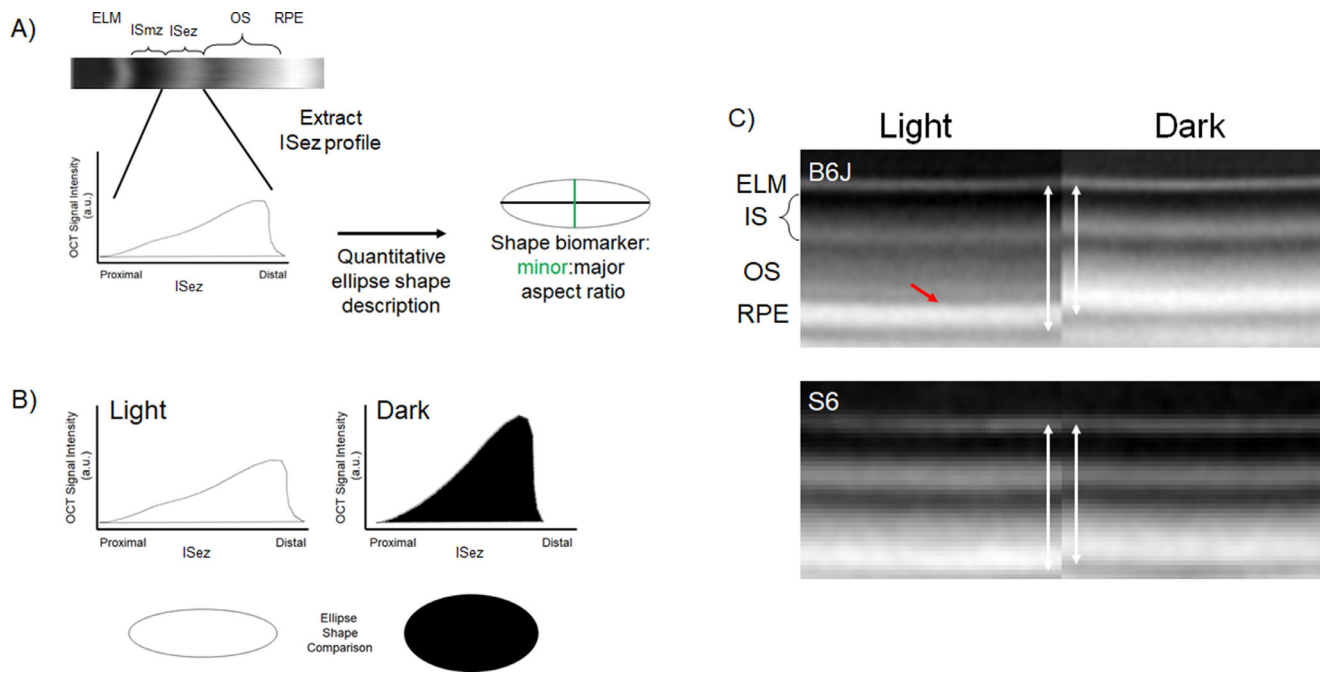 A)
ELM
ISmz
ISez
OS
RPE
Extract
ISez profile
OCT Signal Intensity
(a.u.)
Proximal
Distal
ISez
Quantitative
ellipse shape
description
Shape biomarker:
minor:major
aspect ratio
B)
Light
OCT Signal Intensity
(a.u.)
Proximal
Distal
ISez
Dark
OCT Signal Intensity
(a.u.)
Proximal
Distal
ISez
Ellipse
Shape
Comparison
C)
Light
Dark
B6J
ELM
IS
OS
RPE
S6